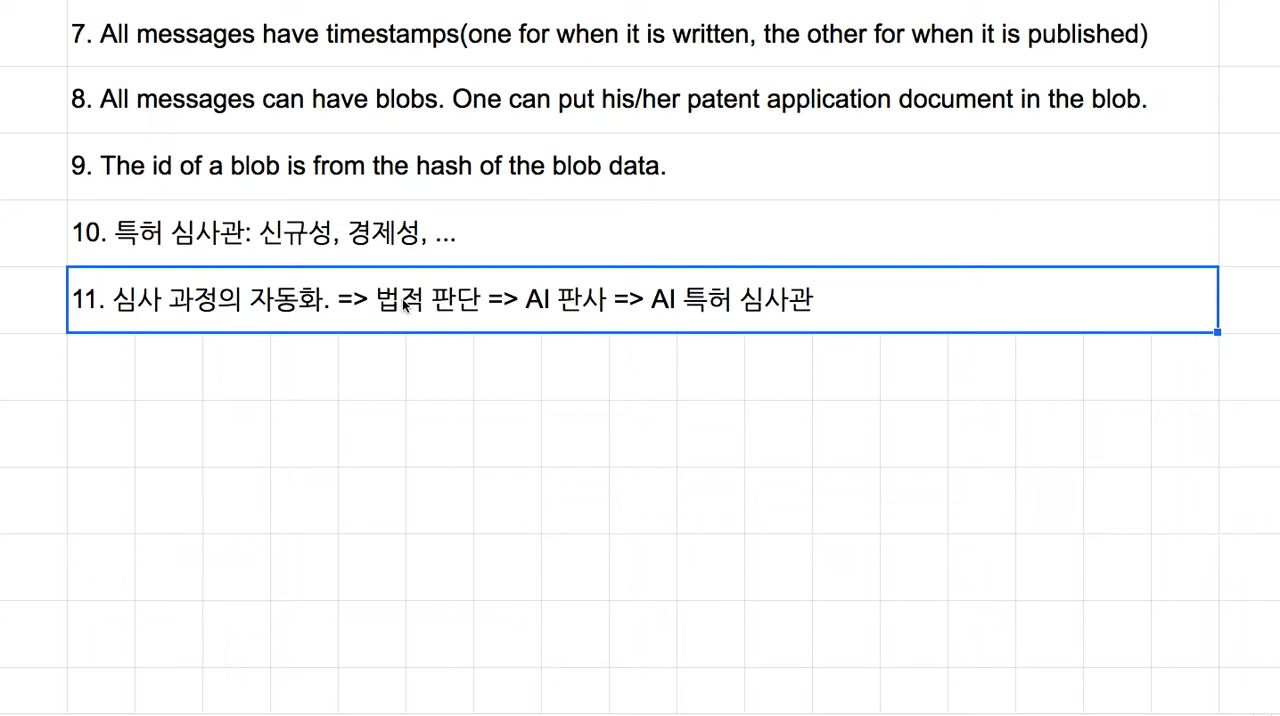 7. All messages have timestamps(one for when it is written, the other for when it is published)
8. All messages can have blobs. One can put his/her patent application document in the blob.
9. The id of a blob is from the hash of the blob data.
10. 특허 심사관: 신규성, 경제성, ...
11. 심사 과정의 자동화. => 법적 판단 => AI 판사 => AI 특허 심사관